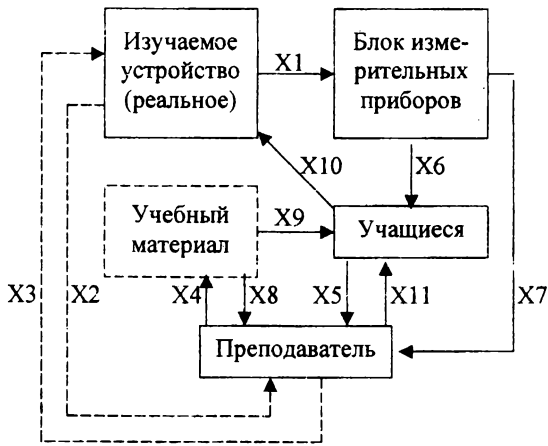 Изучаемое
устройство
(реальное)
X1
Блок изме-
рительных
приборов
X10
X6
Учебный
материал
X9
Учащиеся
X3
X2
X4
X8
X5
X11
X7
Преподаватель